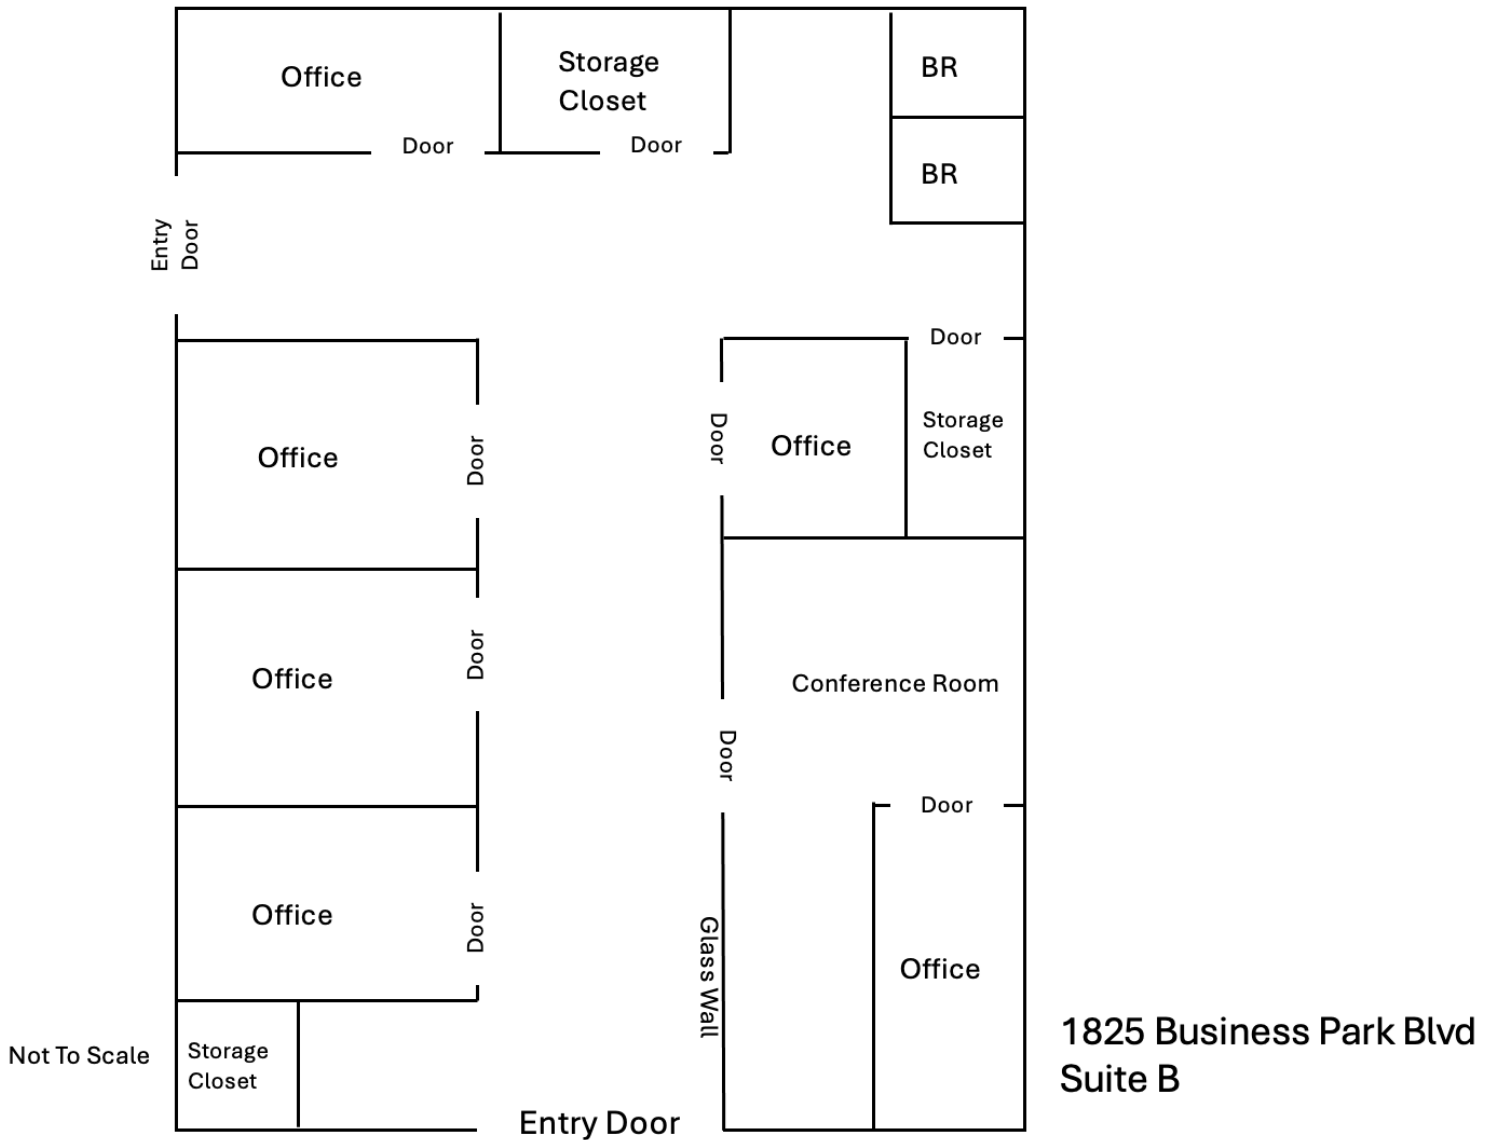 Office
Storage
Closet
BR
Door
Door
BR
Entry
Door
Door
Office
Door
Door
Office
Storage
Closet
Office
Door
Conference Room
Door
Door
Office
Door
Glass Wall
Office
Not To Scale
Storage
Closet
1825 Business Park Blvd
Suite B
Entry Door